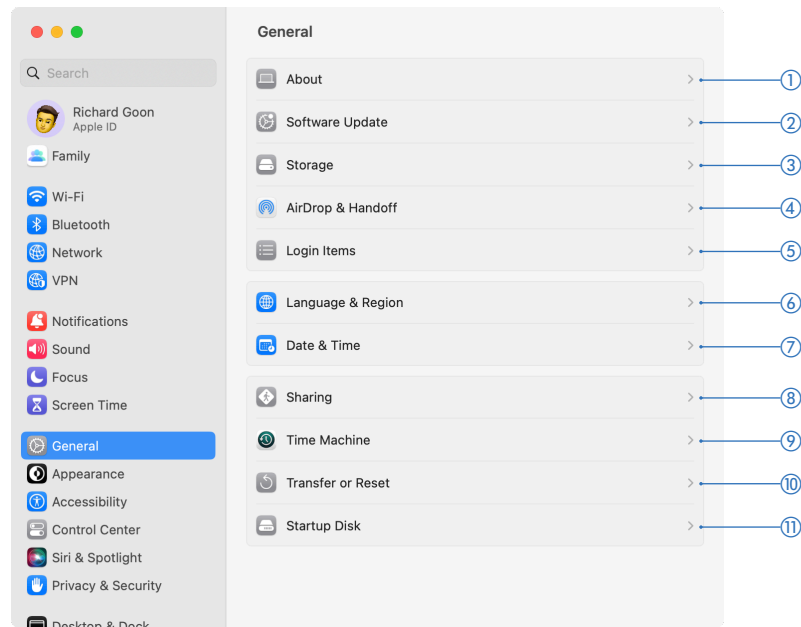 General
Search
Richard Goon
Apple ID
Family
Wi-Fi
Bluetooth
Network
VPN
Notifications
Sound
Focus
Screen Time
General
Appearance
Accessibility
Control Center
Siri & Spotlight
Privacy & Security
Desktop & Dock
About ①
Software Update ②
Storage ③
AirDrop & Handoff ④
Login Items ⑤
Language & Region ⑥
Date & Time ⑦
Sharing ⑧
Time Machine ⑨
Transfer or Reset ⑩
Startup Disk ⑪